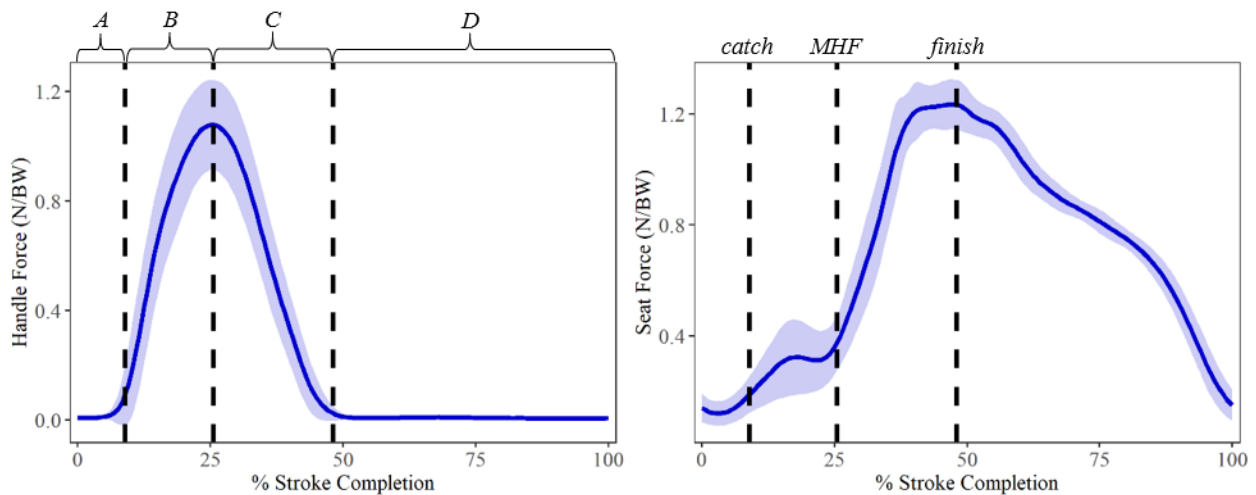 A B C D
catch MHF finish
Handle Force (N/BW)
1.2
0.8
0.4
0.0
0 25 50 75 100
% Stroke Completion
Seat Force (N/BW)
1.2
0.8
0.4
0 25 50 75 100
% Stroke Completion